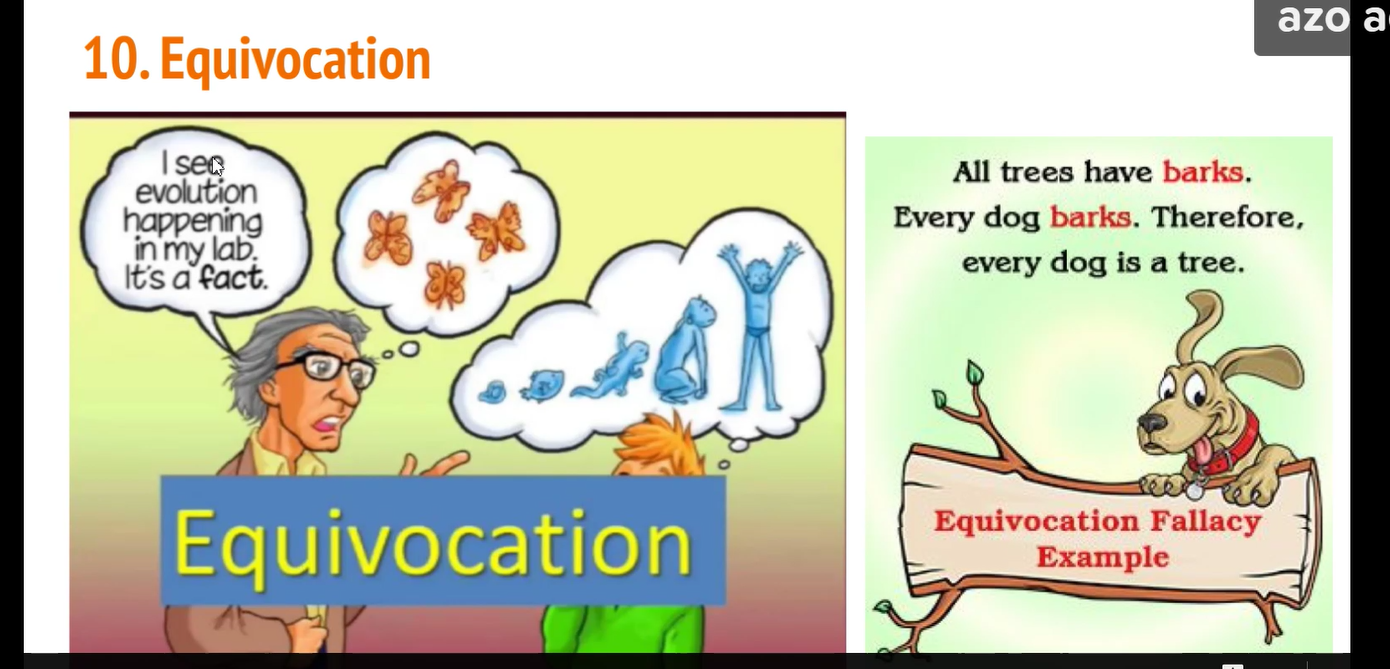 10. Equivocation
azo
I see
evolution
happening
in my lab.
It's a fact.
Equivocation
All trees have barks.
Every dog barks. Therefore,
every dog is a tree.
Equivocation Fallacy
Example